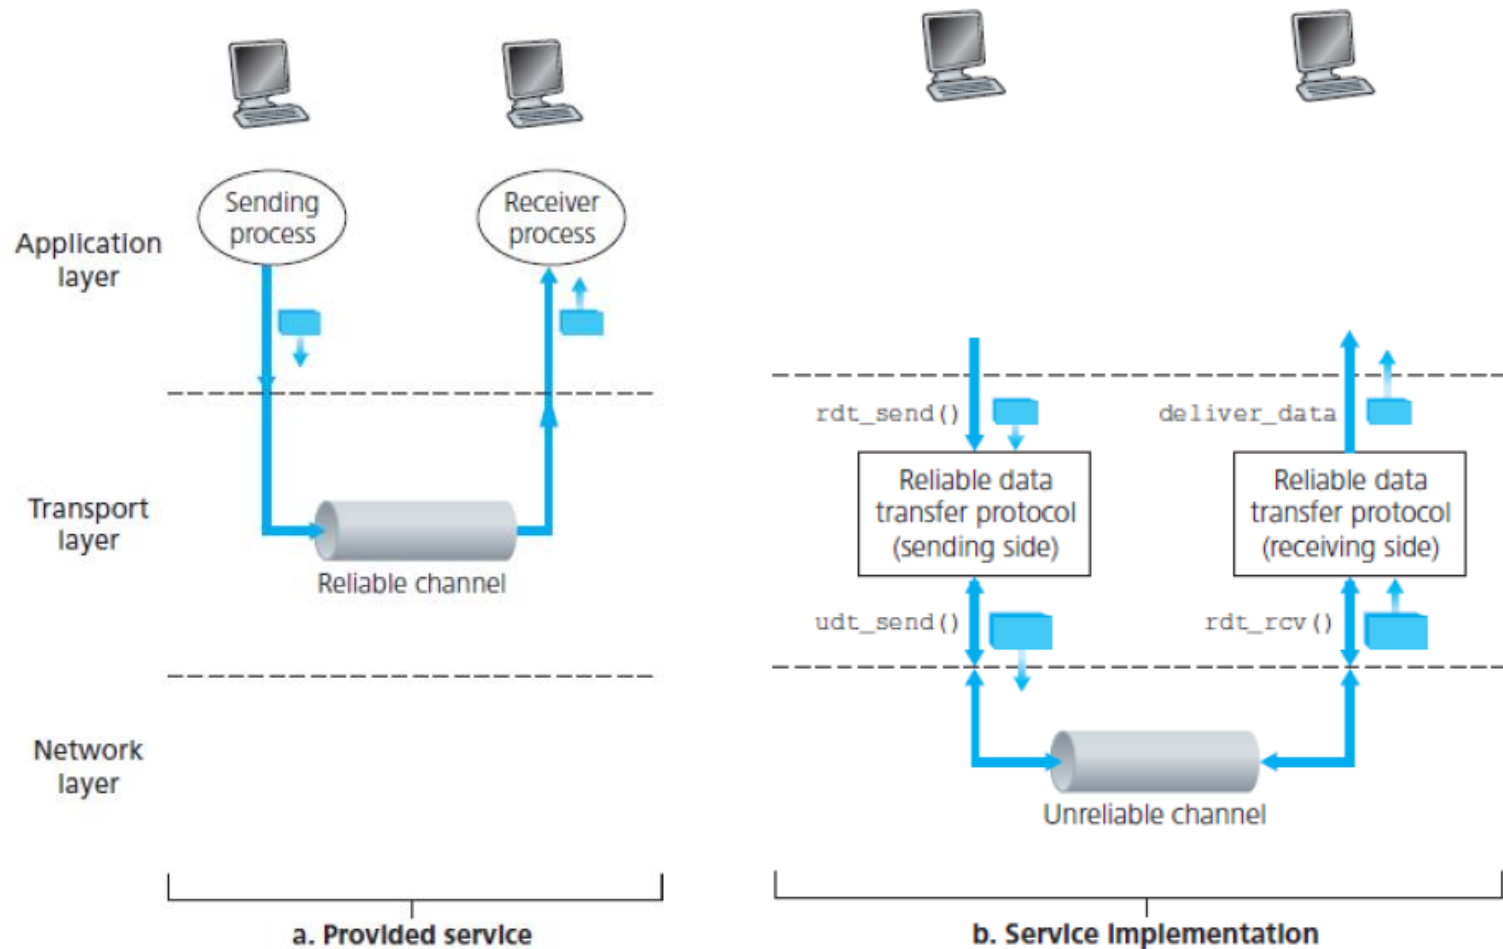 Sending
process
Receiver
process
Application
layer
Transport
layer
Reliable channel
Network
layer
a. Provided service
rdt_send()
deliver_data
Reliable data
transfer protocol
(sending side)
Reliable data
transfer protocol
(receiving side)
udt_send()
rdt_rcv()
Unreliable channel
b. Service implementation